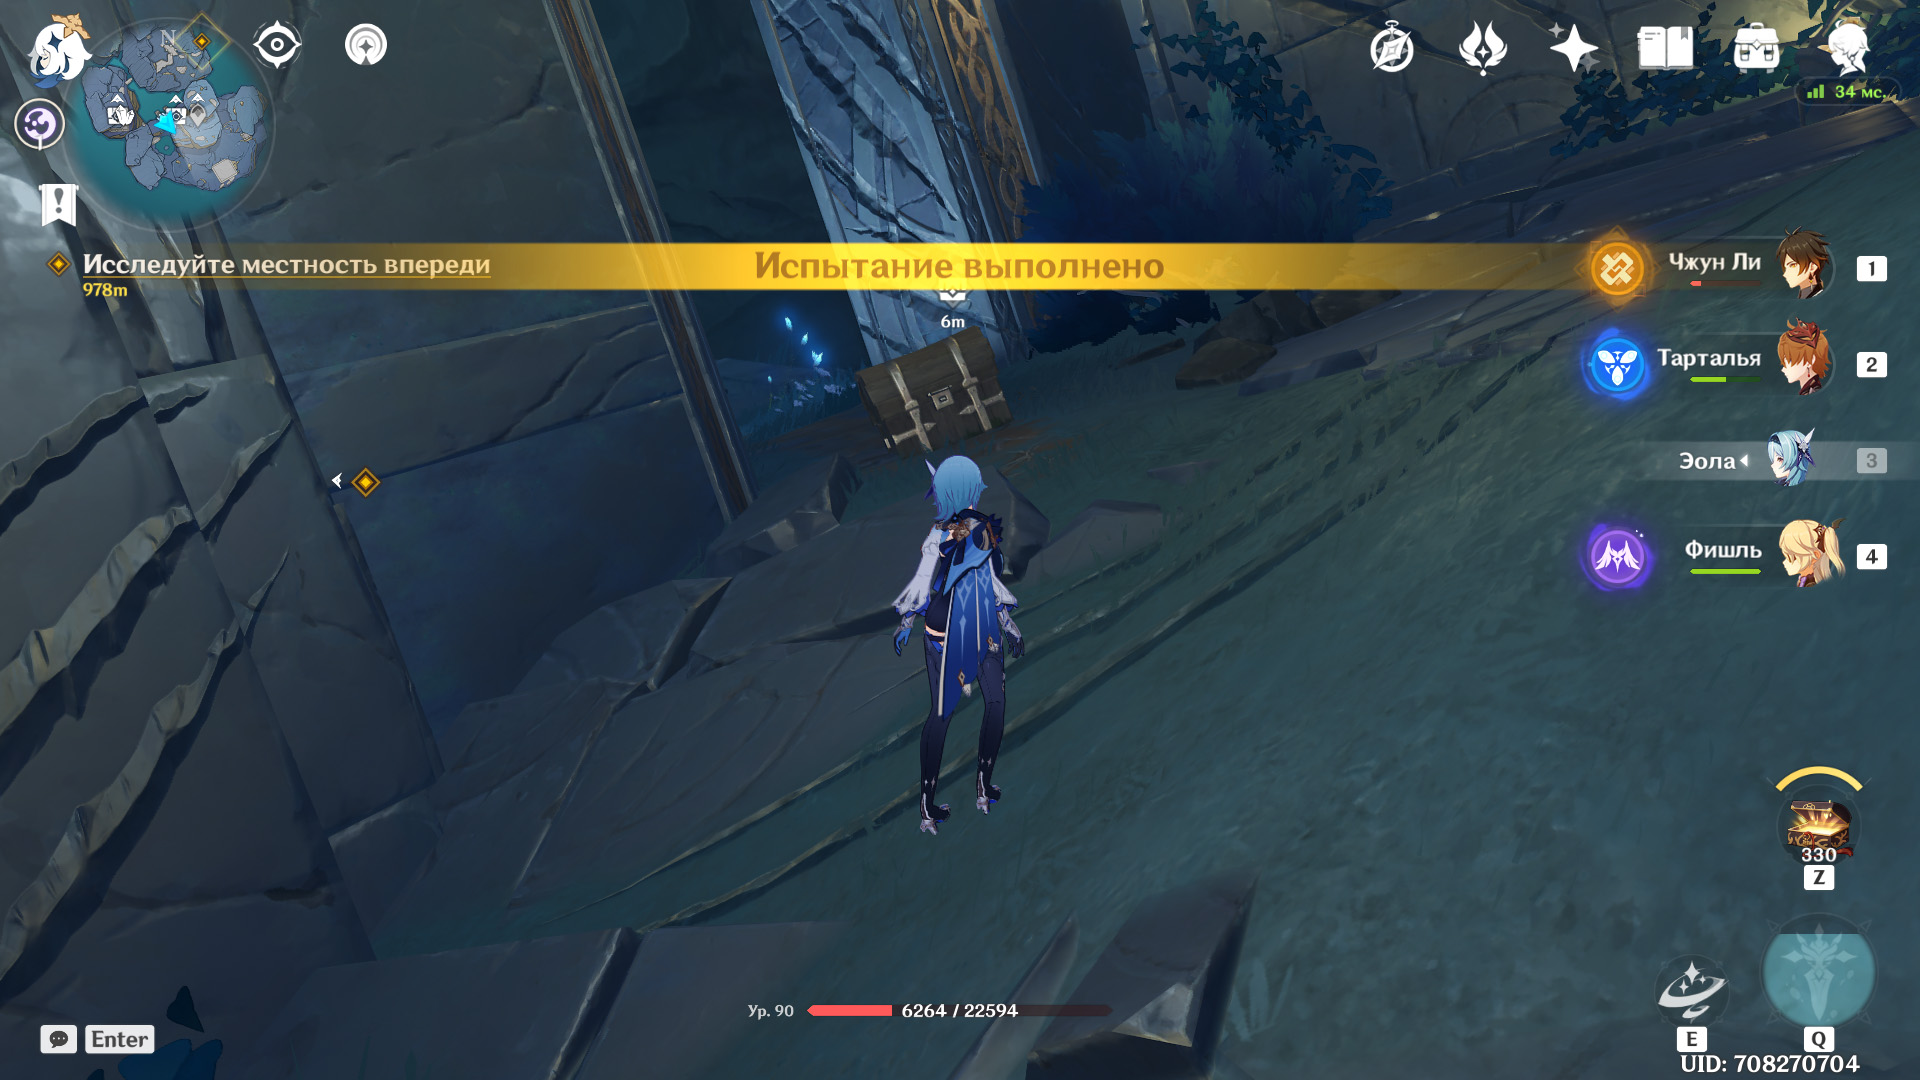 N
34 мс.
Исследуйте местность впереди
978m
Испытание выполнено
6m
Чжун Ли
1
Тарталья
2
Эола
3
Фишль
4
330
Z
Ур. 90
6264 / 22594
Enter
E
Q
UID: 708270704